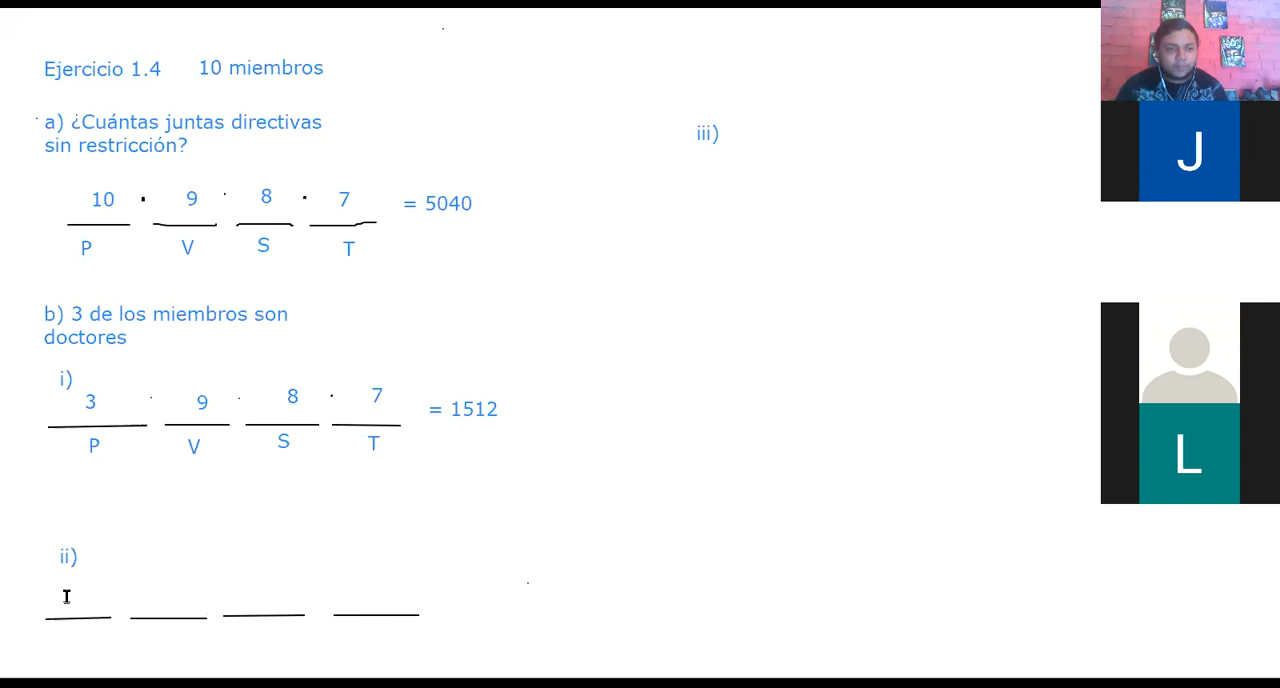 Ejercicio 1.4 10 miembros
a) ¿Cuántas juntas directivas
sin restricción?
10 · 9 · 8 · 7 = 5040
P V S T
b) 3 de los miembros son
doctores
i)
3 · 9 · 8 · 7 = 1512
P V S T
ii)
iii)
J
L